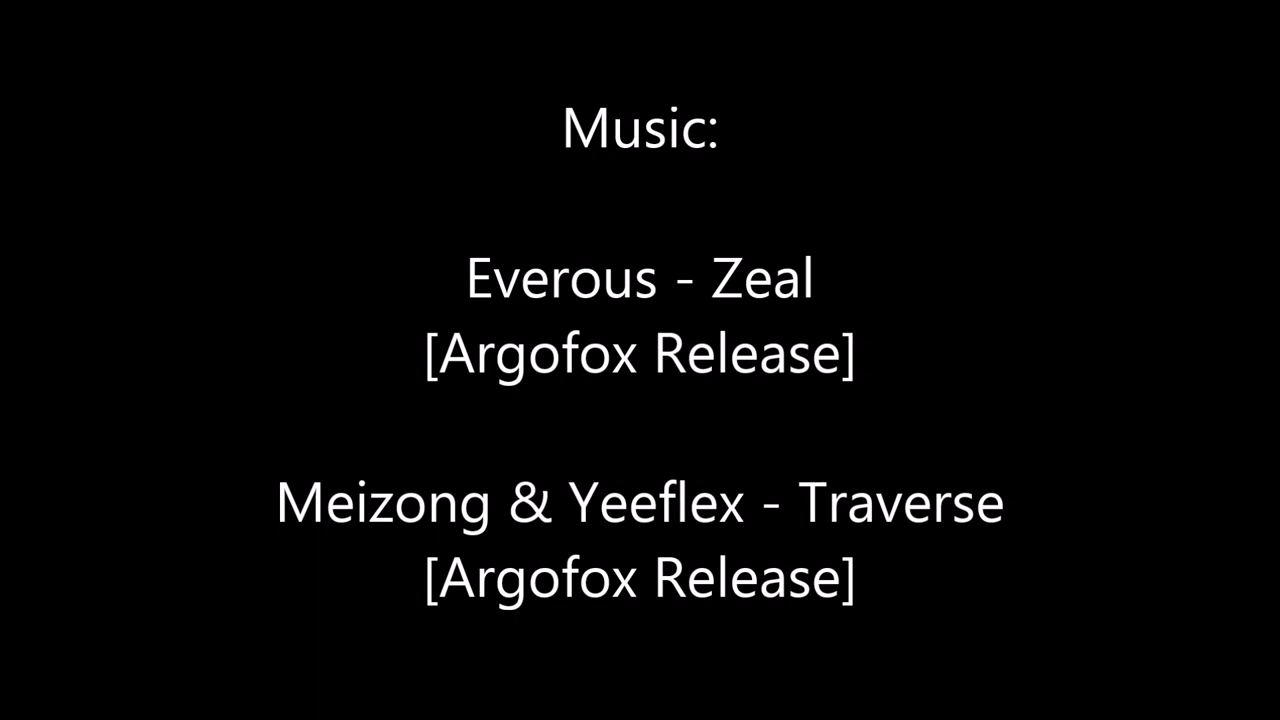 Music:
Everous - Zeal
[Argofox Release]
Meizong & Yeeflex - Traverse
[Argofox Release]